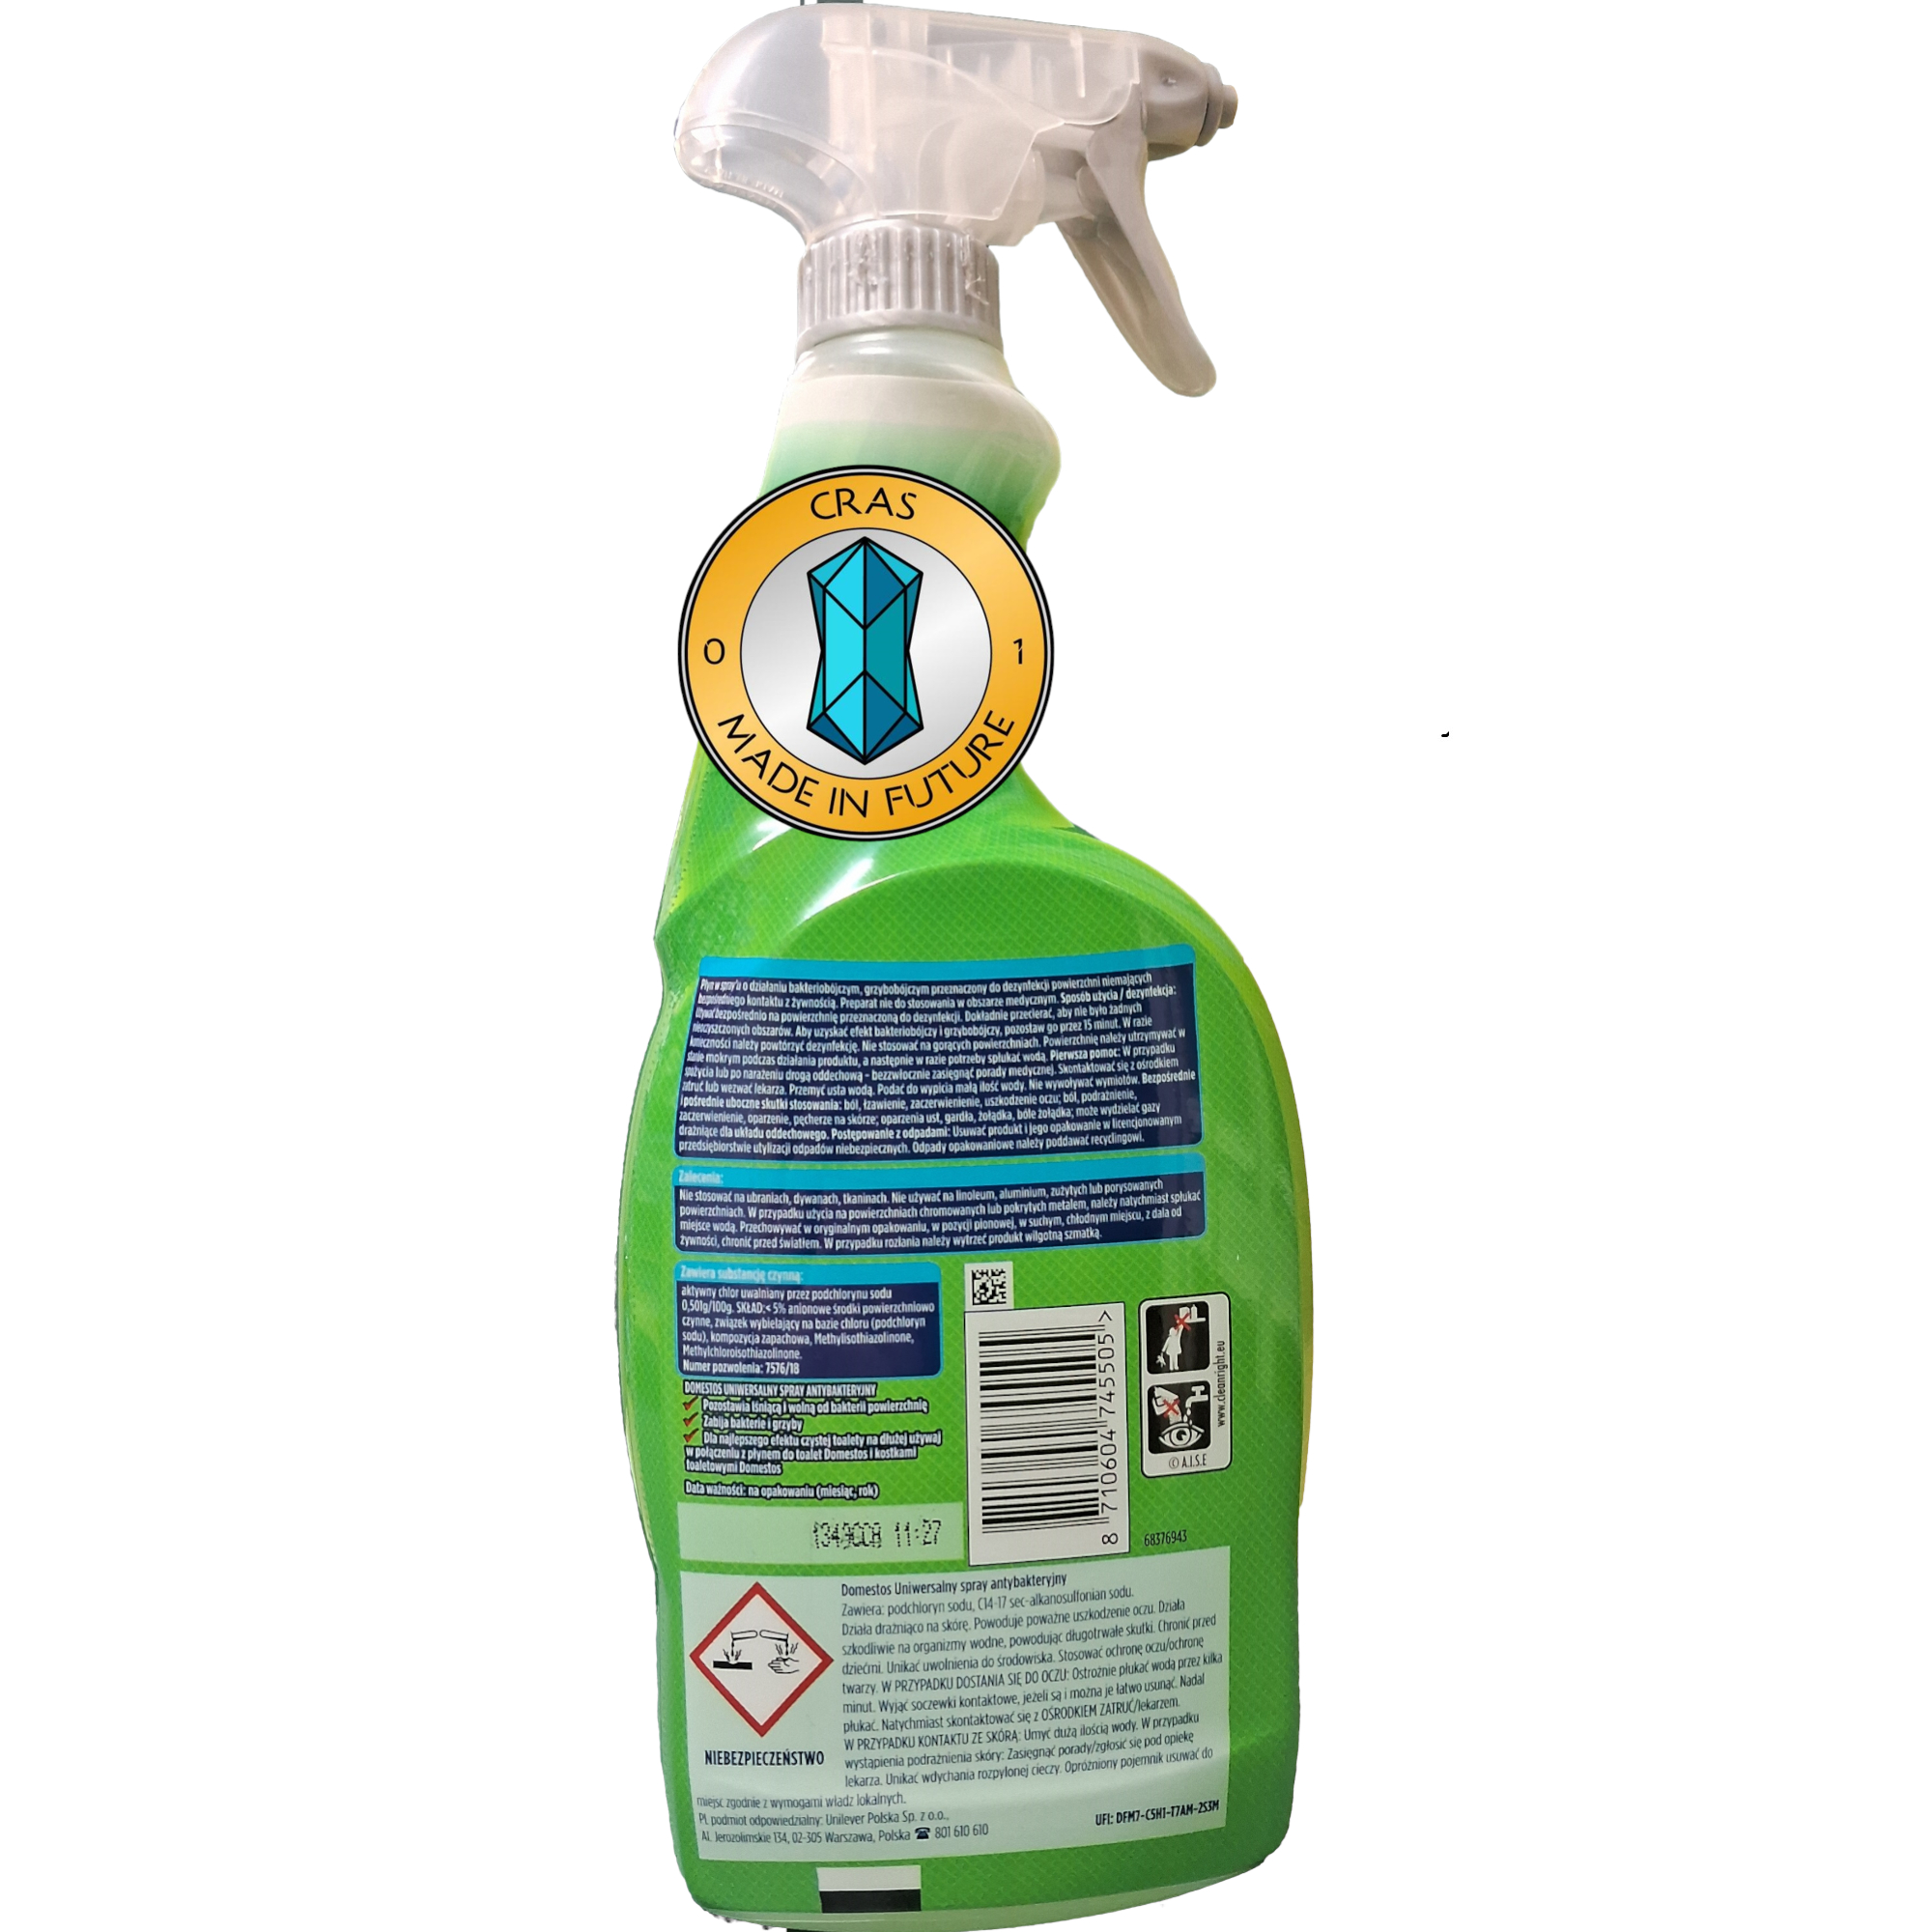 CRAS
0 1
MADE IN FUTURE
Płyn w spray'u o działaniu bakteriobójczym, grzybobójczym przeznaczony do dezynfekcji powierzchni niemających
bezpośredniego kontaktu z żywnością. Preparat nie do stosowania w obszarze medycznym. Sposób użycia / dezynfekcja:
Używać bezpośrednio na powierzchnię przeznaczoną do dezynfekcji. Dokładnie przecierać, aby nie było żadnych
nieoczyszczonych obszarów. Aby uzyskać efekt bakteriobójczy i grzybobójczy, pozostaw go przez 15 minut. W razie
konieczności należy powtórzyć dezynfekcję. Nie stosować na gorących powierzchniach. Powierzchnię należy utrzymywać w
stanie mokrym podczas działania produktu, a następnie w razie potrzeby spłukać wodą. Pierwsza pomoc: W przypadku
spożycia lub po narażeniu drogą oddechową – bezzwłocznie zasięgnąć porady medycznej. Skontaktować się z ośrodkiem
zatruć lub wezwać lekarza. Przemyć usta wodą. Podać do wypicia małą ilość wody. Nie wywoływać wymiotów. Bezpośrednie
i pośrednie uboczne skutki stosowania: ból, łzawienie, zaczerwienienie, uszkodzenie oczu; ból, podrażnienie,
zaczerwienienie, oparzenie, pęcherze na skórze; oparzenia ust, gardła, żołądka, bóle żołądka; może wydzielać gazy
drażniące dla układu oddechowego. Postępowanie z odpadami: Usuwać produkt i jego opakowanie w licencjonowanym
przedsiębiorstwie utylizacji odpadów niebezpiecznych. Odpady opakowaniowe należy poddawać recyclingowi.
Zalecania:
Nie stosować na ubraniach, dywanach, tkaninach. Nie używać na linoleum, aluminium, zużytych lub porysowanych
powierzchniach. W przypadku użycia na powierzchniach chromowanych lub pokrytych metalem, należy natychmiast spłukać
miejsce wodą. Przechowywać w oryginalnym opakowaniu, w pozycji pionowej, w suchym, chłodnym miejscu, z dala od
żywności, chronić przed światłem. W przypadku rozlania należy wytrzeć produkt wilgotną szmatką.
Zawiera substancję czynną:
aktywny chlor uwalniany przez podchlorynu sodu
0,501g/100g. SKŁAD:< 5% anionowe środki powierzchniowo
czynne, związek wybielający na bazie chloru (podchloryn
sodu), kompozycja zapachowa, Methylisothiazolinone,
Methylchloroisothiazolinone.
Numer pozwolenia: 7576/18
DOMESTOS UNIWERSALNY SPRAY ANTYBAKTERYJNY
Pozostawia lśniącą i wolną od bakterii powierzchnię
Zabija bakterie i grzyby
Dla najlepszego efektu czystej toalety na dłużej używaj
w połączeniu z płynem do toalet Domestos i kostkami
toaletowymi Domestos
Data ważności: na opakowaniu (miesiąc, rok)
11:27
8 710604 745505 >
www.cleanright.eu
© A.I.S.E
68376943
Domestos Uniwersalny spray antybakteryjny
Zawiera: podchloryn sodu, C14-17 sec-alkanosulfonian sodu.
Działa drażniąco na skórę. Powoduje poważne uszkodzenie oczu. Działa
szkodliwie na organizmy wodne, powodując długotrwałe skutki. Chronić przed
dziećmi. Unikać uwolnienia do środowiska. Stosować ochronę oczu/ochronę
twarzy. W PRZYPADKU DOSTANIA SIĘ DO OCZU: Ostrożnie płukać wodą przez kilka
minut. Wyjąć soczewki kontaktowe, jeżeli są i można je łatwo usunąć. Nadal
płukać. Natychmiast skontaktować się z OŚRODKIEM ZATRUĆ/lekarzem.
W PRZYPADKU KONTAKTU ZE SKÓRĄ: Umyć dużą ilością wody. W przypadku
wystąpienia podrażnienia skóry: Zasięgnąć porady/zgłosić się pod opiekę
lekarza. Unikać wdychania rozpylonej cieczy. Opróżniony pojemnik usuwać do
miejsc zgodnie z wymogami władz lokalnych.
NIEBEZPIECZEŃSTWO
PL podmiot odpowiedzialny: Unilever Polska Sp. z o.o.,
Al. Jerozolimskie 134, 02-305 Warszawa, Polska ☎ 801 610 610
UFI: DFM7-C5H1-T7AM-2S3M